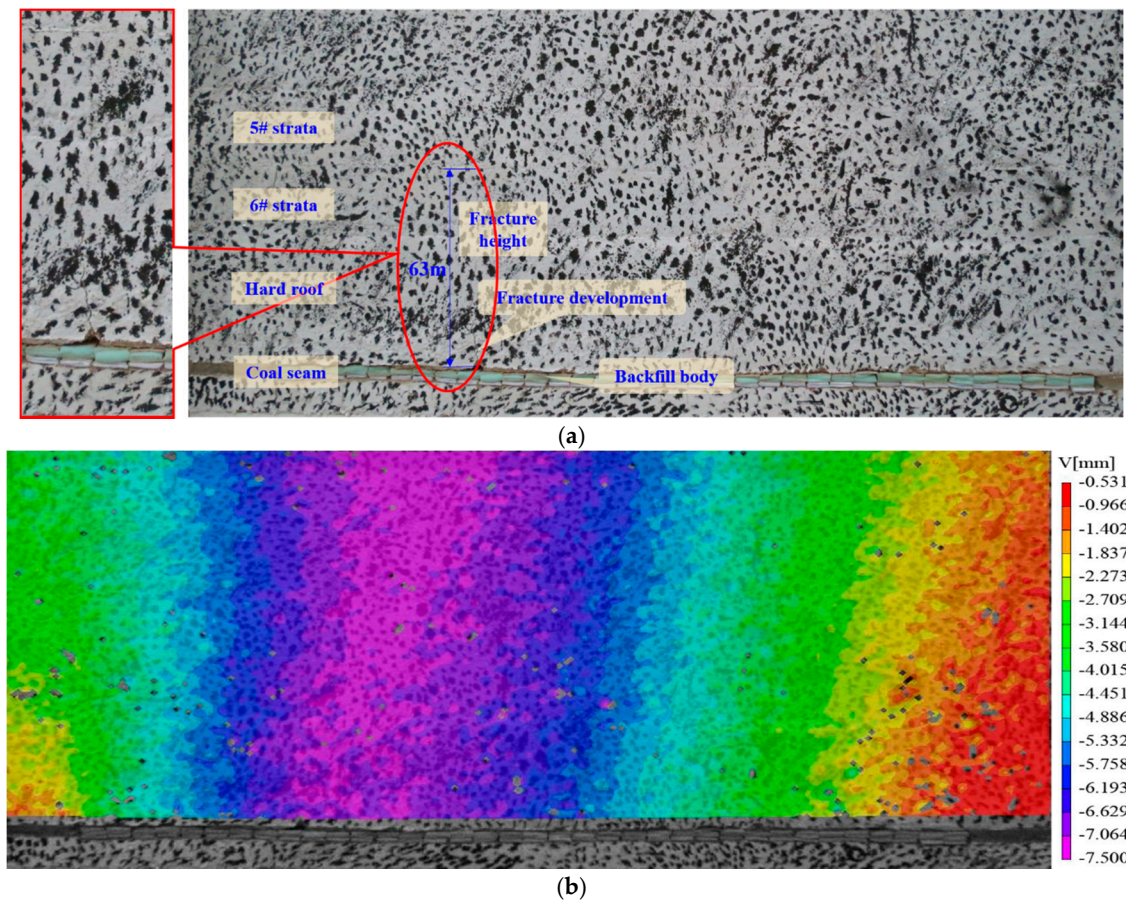 5# strata
6# strata
Fracture
height
63m
Hard roof
Fracture development
Coal seam
Backfill body
(a)
V[mm]
-0.531
-0.966
-1.402
-1.837
-2.273
-2.709
-3.144
-3.580
-4.015
-4.451
-4.886
-5.332
-5.758
-6.193
-6.629
-7.064
-7.500
(b)